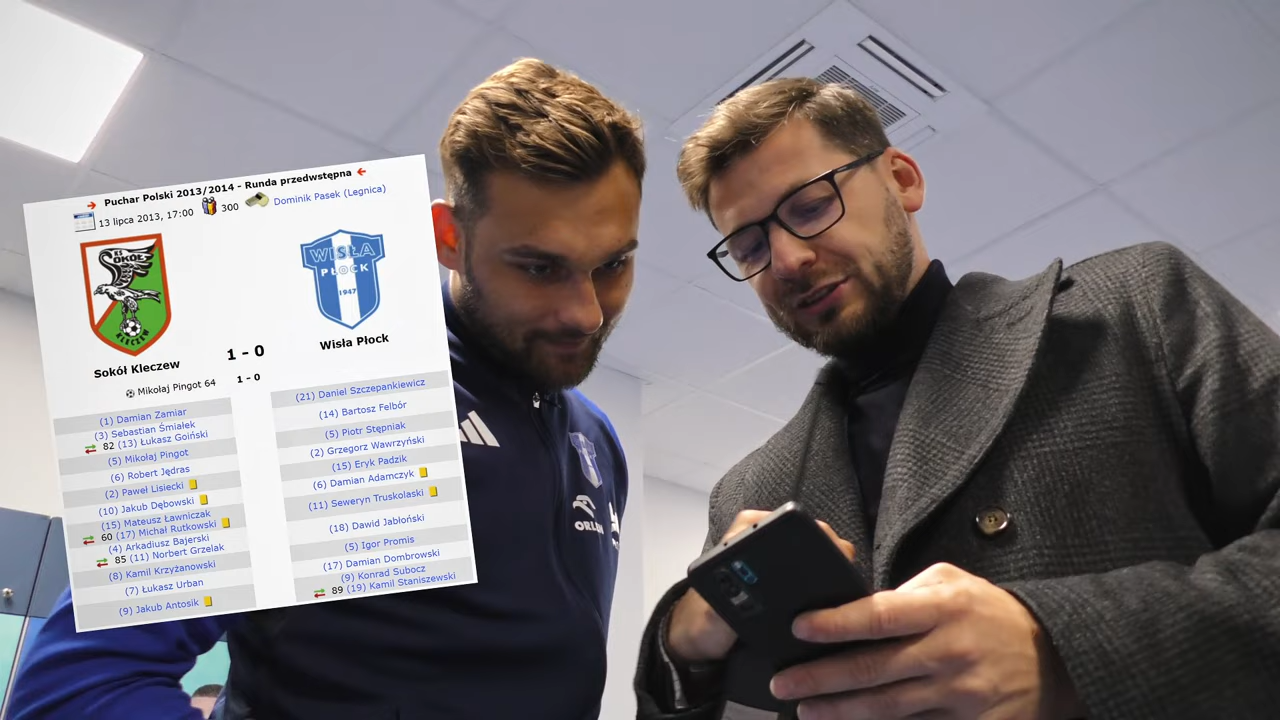 Puchar Polski 2013/2014 - Runda przedwstępna
13 lipca 2013, 17:00 300 Dominik Pasek (Legnica)
SOKÓŁ
KLECZEW
WISŁA
PŁOCK
1947
Sokół Kleczew 1 - 0 Wisła Płock
Mikołaj Pingot 64 1 - 0
(1) Damian Zamiar
(3) Sebastian Śmiałek
82 (13) Łukasz Goiński
(5) Mikołaj Pingot
(6) Robert Jędras
(2) Paweł Lisiecki
(10) Jakub Dębowski
(15) Mateusz Ławniczak
60 (17) Michał Rutkowski
(4) Arkadiusz Bajerski
85 (11) Norbert Grzelak
(8) Kamil Krzyżanowski
(7) Łukasz Urban
(9) Jakub Antosik
(21) Daniel Szczepankiewicz
(14) Bartosz Felbór
(5) Piotr Stępniak
(2) Grzegorz Wawrzyński
(15) Eryk Padzik
(6) Damian Adamczyk
(11) Seweryn Truskolaski
(18) Dawid Jabłoński
(5) Igor Promis
(17) Damian Dombrowski
(9) Konrad Subocz
89 (19) Kamil Staniszewski
ORLEN